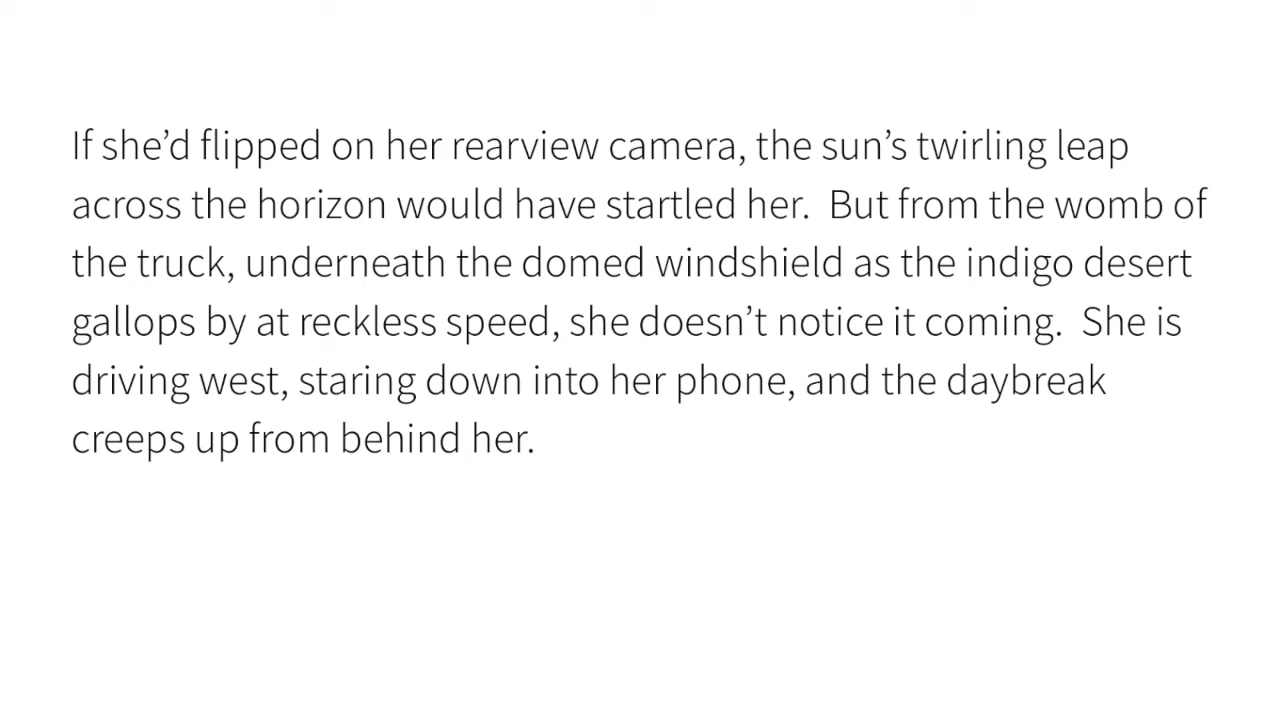 If she’d flipped on her rearview camera, the sun’s twirling leap
across the horizon would have startled her.  But from the womb of
the truck, underneath the domed windshield as the indigo desert
gallops by at reckless speed, she doesn’t notice it coming.  She is
driving west, staring down into her phone, and the daybreak
creeps up from behind her.